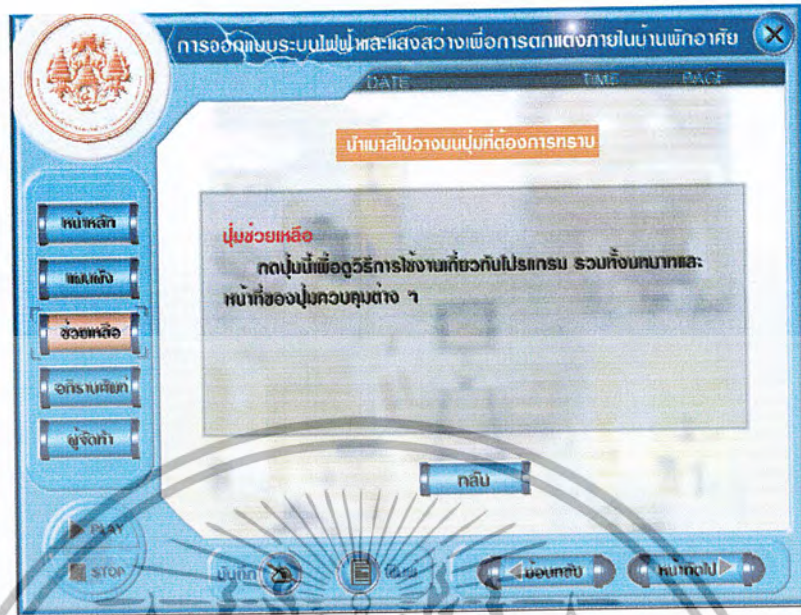 การออกแบบระบบไฟฟ้าและแสงสว่างเพื่อการตกแต่งภายในบ้านพักอาศัย
DATE TIME PAGE
นำเมาส์ไปวางบนปุ่มที่ต้องการทราบ
หน้าหลัก
แผนผัง
ช่วยเหลือ
อภิธานศัพท์
ผู้จัดทำ
ปุ่มช่วยเหลือ
กดปุ่มนี้เพื่อดูวิธีการใช้งานเกี่ยวกับโปรแกรม รวมทั้งบทบาทและ
หน้าที่ของปุ่มควบคุมต่าง ๆ
กลับ
PLAY
STOP
บันทึก
พิมพ์
ย้อนกลับ
หน้าถัดไป